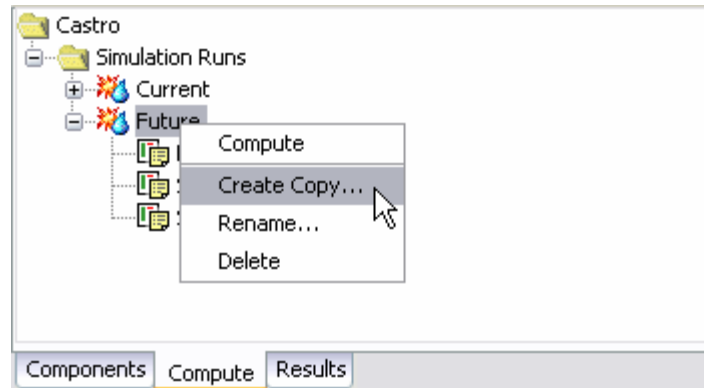 Castro
Simulation Runs
Current
Future
Compute
Create Copy...
Rename...
Delete
Components Compute Results